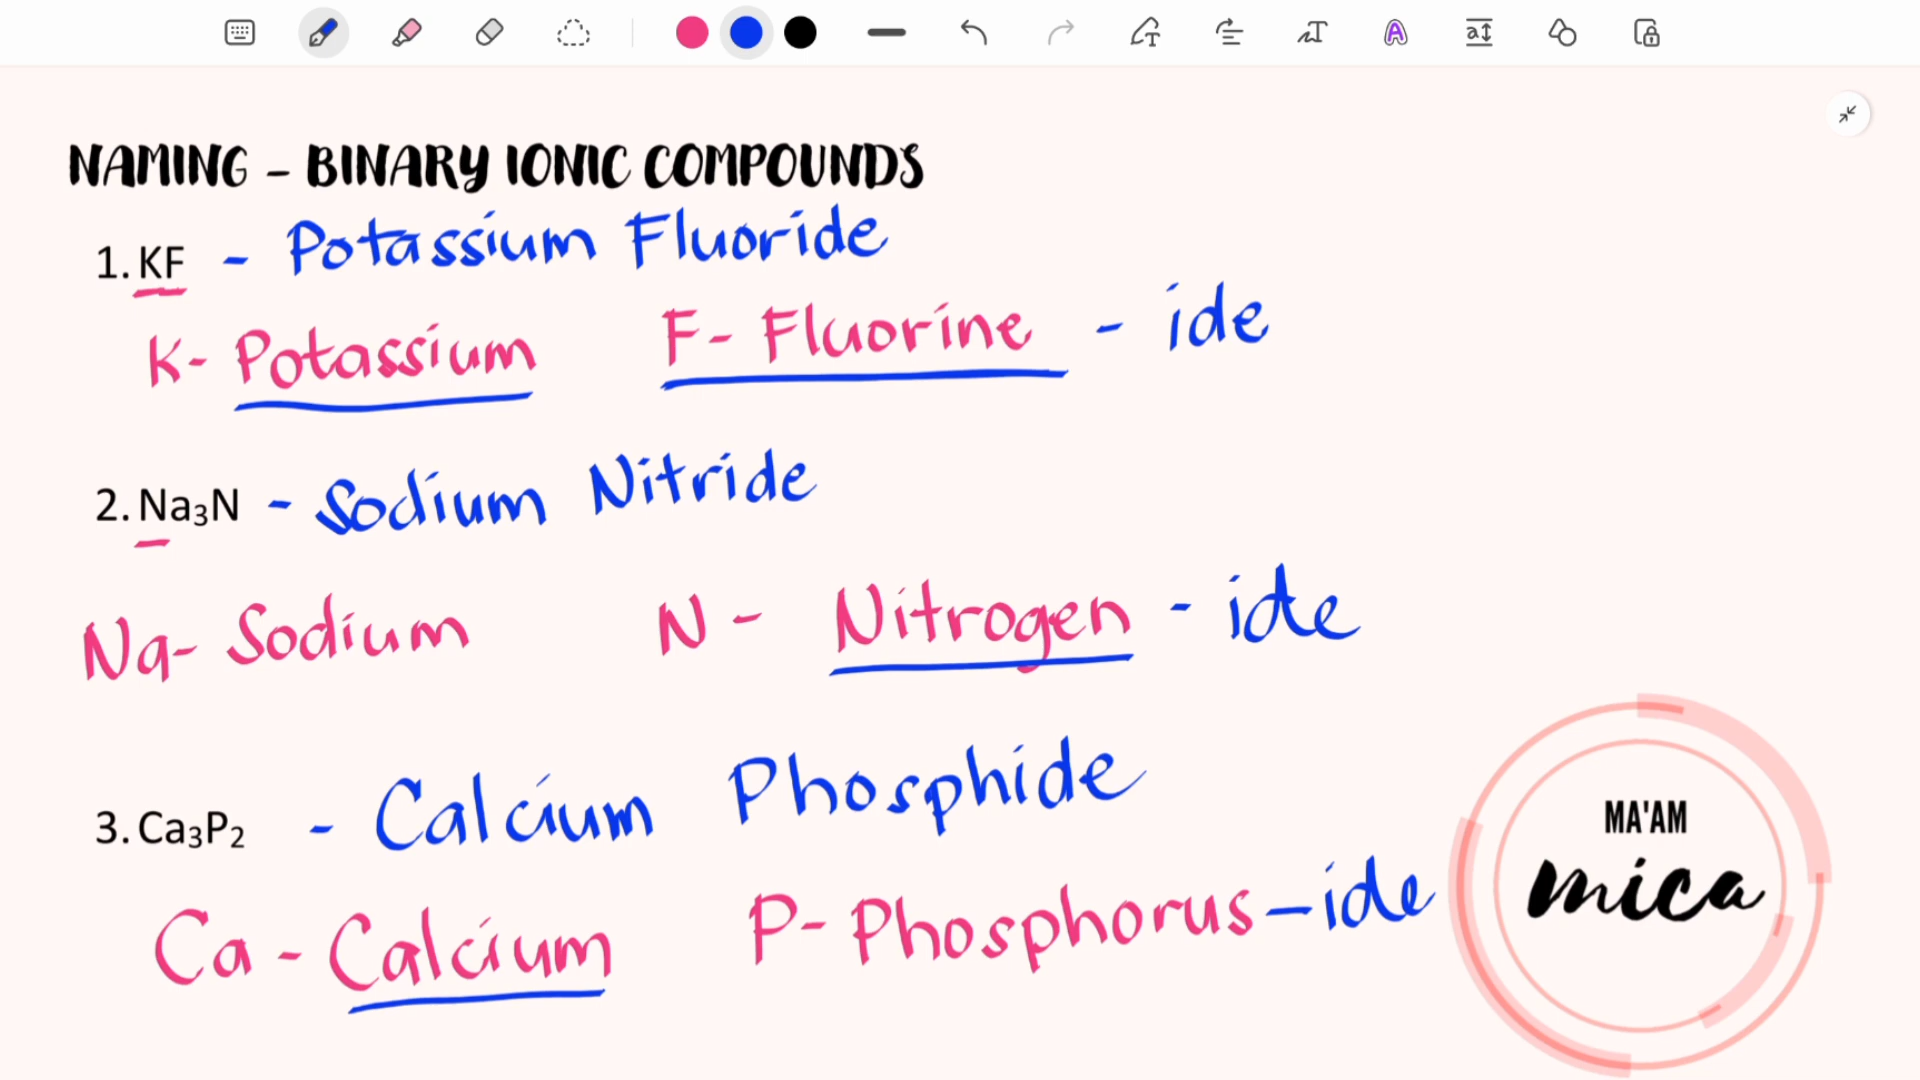 NAMING - BINARY IONIC COMPOUNDS
1. KF - Potassium Fluoride
K- Potassium F- Fluorine - ide
2. Na₃N - Sodium Nitride
Na- Sodium N - Nitrogen - ide
3. Ca₃P₂ - Calcium Phosphide
Ca - Calcium P- Phosphorus - ide
MA'AM
mica